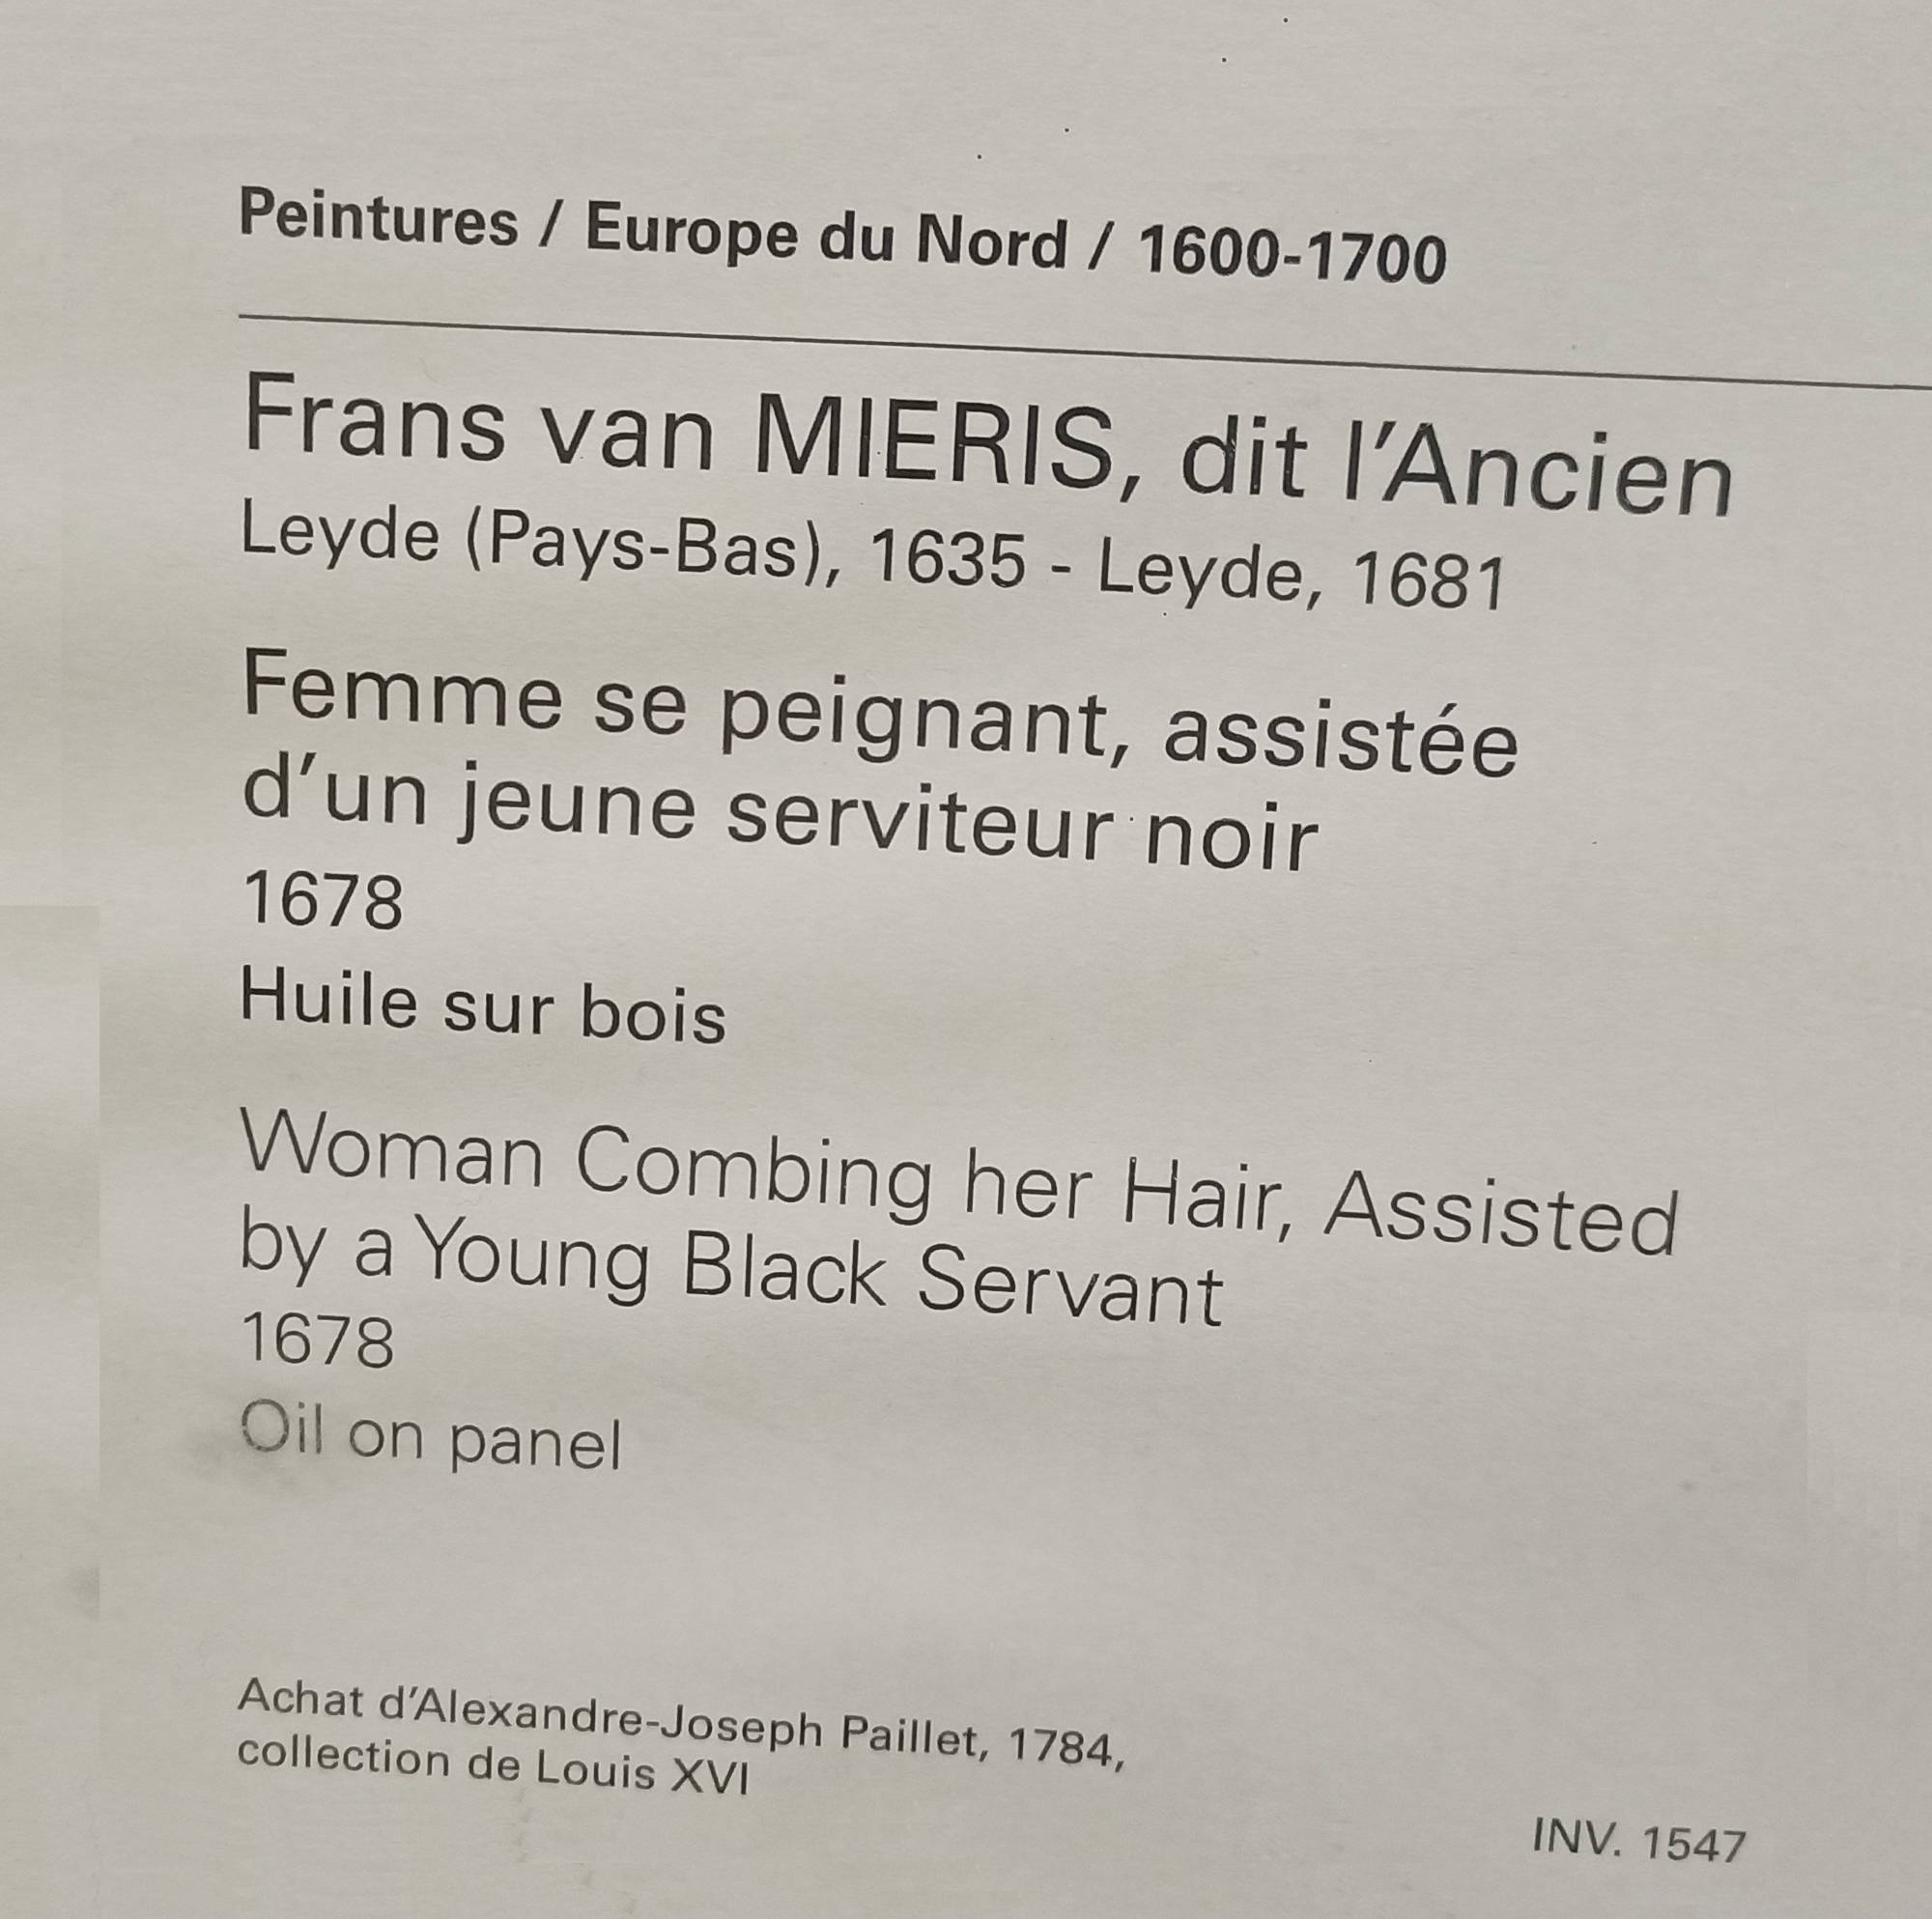 Peintures / Europe du Nord / 1600-1700
Frans van MIERIS, dit l'Ancien
Leyde (Pays-Bas), 1635 - Leyde, 1681
Femme se peignant, assistée
d'un jeune serviteur noir
1678
Huile sur bois
Woman Combing her Hair, Assisted
by a Young Black Servant
1678
Oil on panel
Achat d'Alexandre-Joseph Paillet, 1784,
collection de Louis XVI
INV. 1547